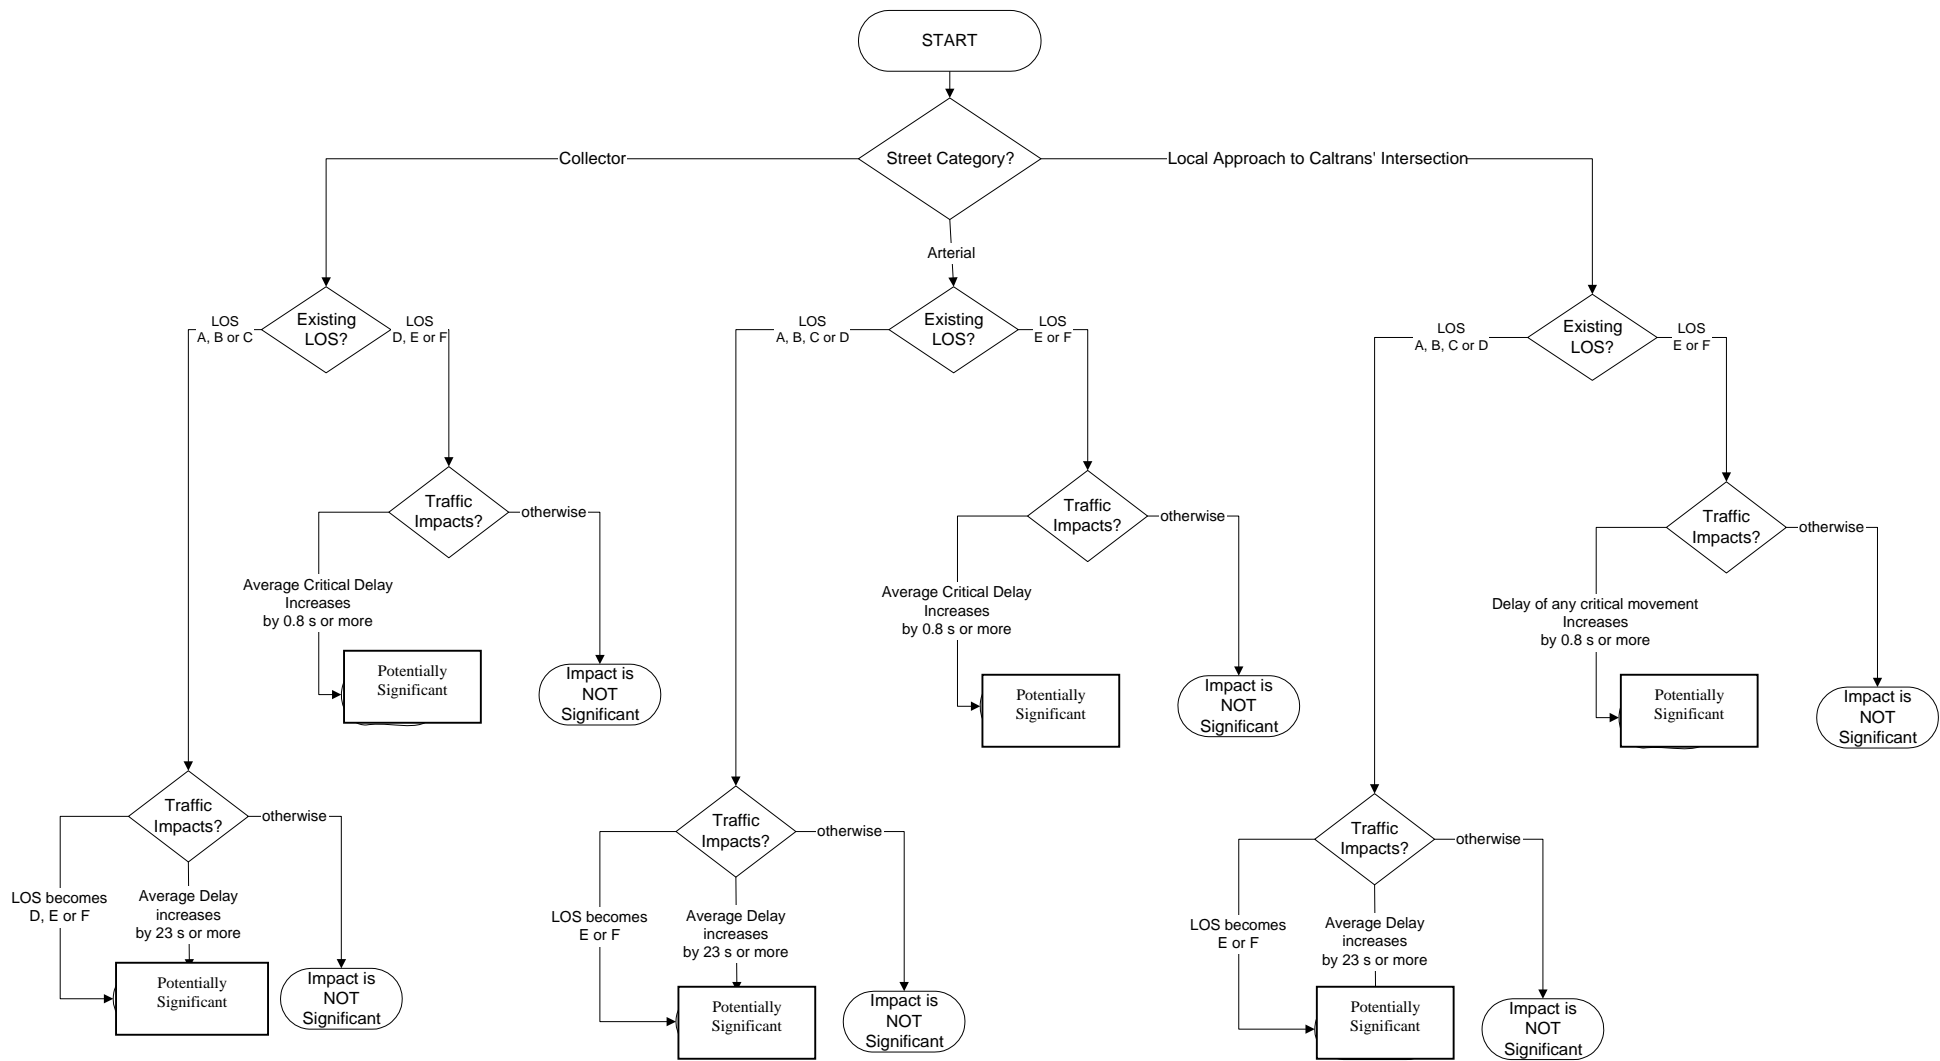 START
Street Category?
Collector
Local Approach to Caltrans' Intersection
Arterial
Existing
LOS?
LOS
A, B or C
LOS
D, E or F
Traffic
Impacts?
otherwise
Average Critical Delay
Increases
by 0.8 s or more
Potentially
Significant
Impact is
NOT
Significant
Traffic
Impacts?
otherwise
LOS becomes
D, E or F
Average Delay
increases
by 23 s or more
Potentially
Significant
Impact is
NOT
Significant
Existing
LOS?
LOS
A, B, C or D
LOS
E or F
Traffic
Impacts?
otherwise
Average Critical Delay
Increases
by 0.8 s or more
Potentially
Significant
Impact is
NOT
Significant
Traffic
Impacts?
otherwise
LOS becomes
E or F
Average Delay
increases
by 23 s or more
Potentially
Significant
Impact is
NOT
Significant
Existing
LOS?
LOS
A, B, C or D
LOS
E or F
Traffic
Impacts?
otherwise
Delay of any critical movement
Increases
by 0.8 s or more
Potentially
Significant
Impact is
NOT
Significant
Traffic
Impacts?
otherwise
LOS becomes
E or F
Average Delay
increases
by 23 s or more
Potentially
Significant
Impact is
NOT
Significant